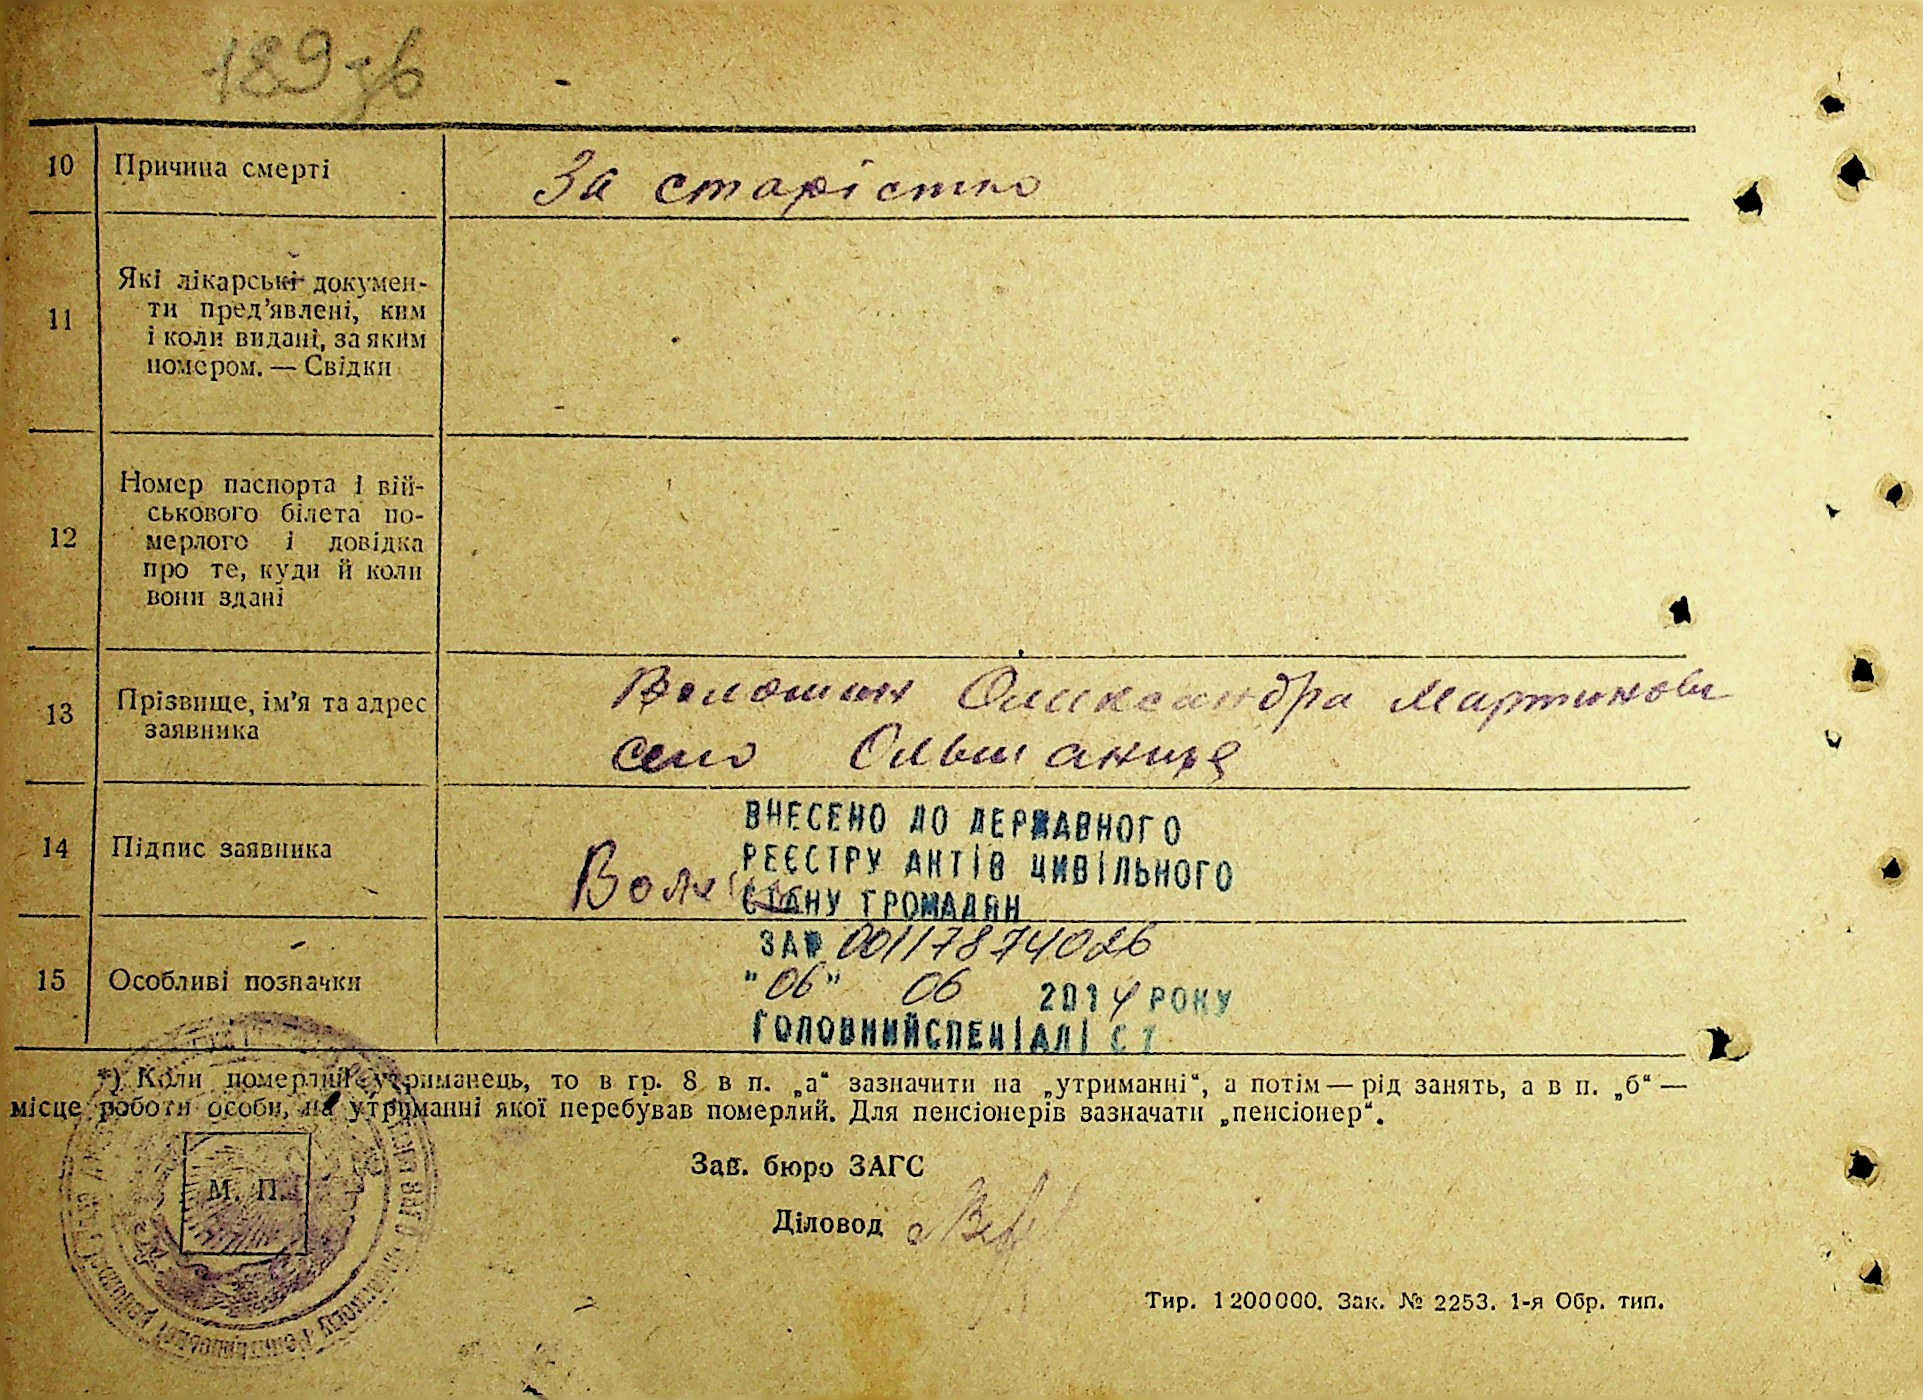 189 зв
10 Причина смерті За старістю
11 Які лікарські докумен-
ти пред'явлені, ким
і коли видані, за яким
номером. — Свідки
12 Номер паспорта і вій-
ськового білета по-
мерлого і довідка
про те, куди й коли
вони здані
13 Прізвище, ім'я та адрес
заявника
Волошин Олександра Мартинов
село Ольшаниця
14 Підпис заявника
ВНЕСЕНО ДО ДЕРЖАВНОГО
РЕЄСТРУ АКТІВ ЦИВІЛЬНОГО
СТАНУ ГРОМАДЯН
ЗА№ 00117874026
15 Особливі позначки
"06" 06 2014 РОКУ
ГОЛОВНИЙ СПЕЦІАЛІСТ
*) Коли померлий утриманець, то в гр. 8 в п. „а“ зазначити на „утриманні“, а потім — рід занять, а в п. „б“ —
місце роботи особи, на утриманні якої перебував померлий. Для пенсіонерів зазначати „пенсіонер“.
Зав. бюро ЗАГС
М. П.
Діловод
Тир. 1200000. Зак. № 2253. 1-я Обр. тип.